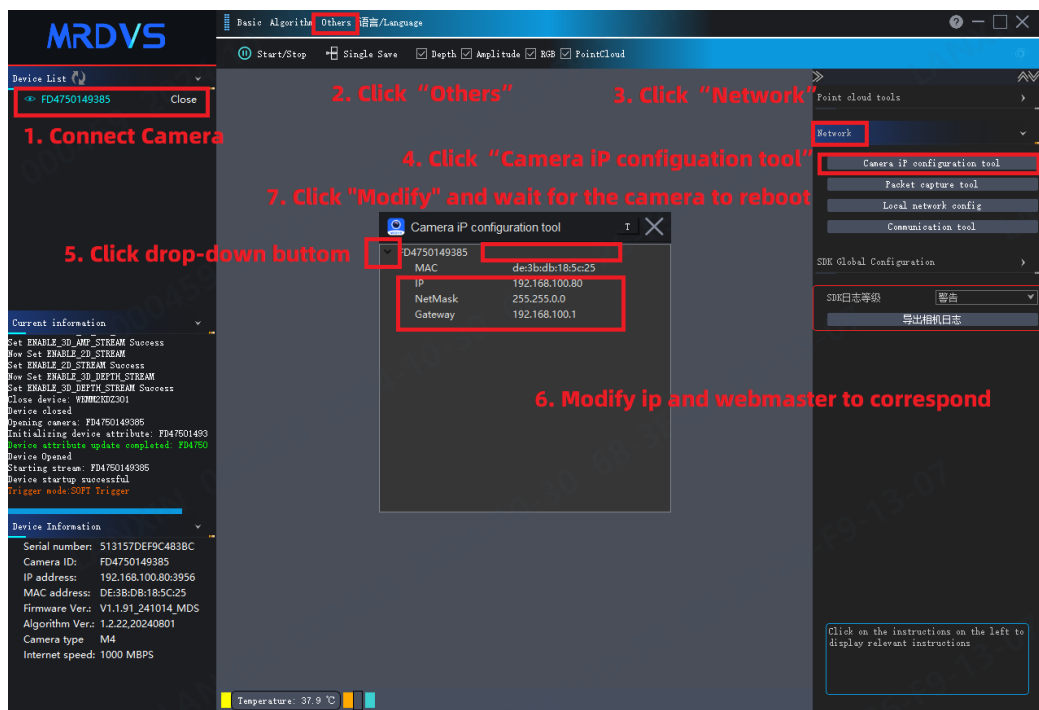 MRDVS
Basic Algorithm Others 语言/Language
Start/Stop Single Save Depth Amplitude RGB PointCloud
Device List
FD4750149385 Close
1. Connect Camera
2. Click “Others”
3. Click “Network”
4. Click “Camera iP configuation tool”
7. Click "Modify" and wait for the camera to reboot
5. Click drop-down buttom
6. Modify ip and webmaster to correspond
Camera iP configuration tool T
FD4750149385
MAC de:3b:db:18:5c:25
IP 192.168.100.80
NetMask 255.255.0.0
Gateway 192.168.100.1
Point cloud tools
Network
Camera iP configuration tool
Packet capture tool
Local network config
Communication tool
SDK Global Configuration
SDK日志等级 警告
导出相机日志
Current information
Set ENABLE_3D_AMP_STREAM Success
Now Set ENABLE_2D_STREAM
Set ENABLE_2D_STREAM Success
Now Set ENABLE_3D_DEPTH_STREAM
Set ENABLE_3D_DEPTH_STREAM Success
Close device:
Device closed
Opening camera: FD4750149385
Initializing device attribute: FD47501493
Device attribute update completed: FD4750
Device Opened
Starting stream: FD4750149385
Device startup successful
Trigger mode:SOFT Trigger
Device Information
Serial number: 513157DEF9C483BC
Camera ID: FD4750149385
IP address: 192.168.100.80:3956
MAC address: DE:3B:DB:18:5C:25
Firmware Ver.: V1.1.91_241014_MDS
Algorithm Ver.: 1.2.22,20240801
Camera type M4
Internet speed: 1000 MBPS
Click on the instructions on the left to
display relevant instructions
Temperature: 37.9 ℃